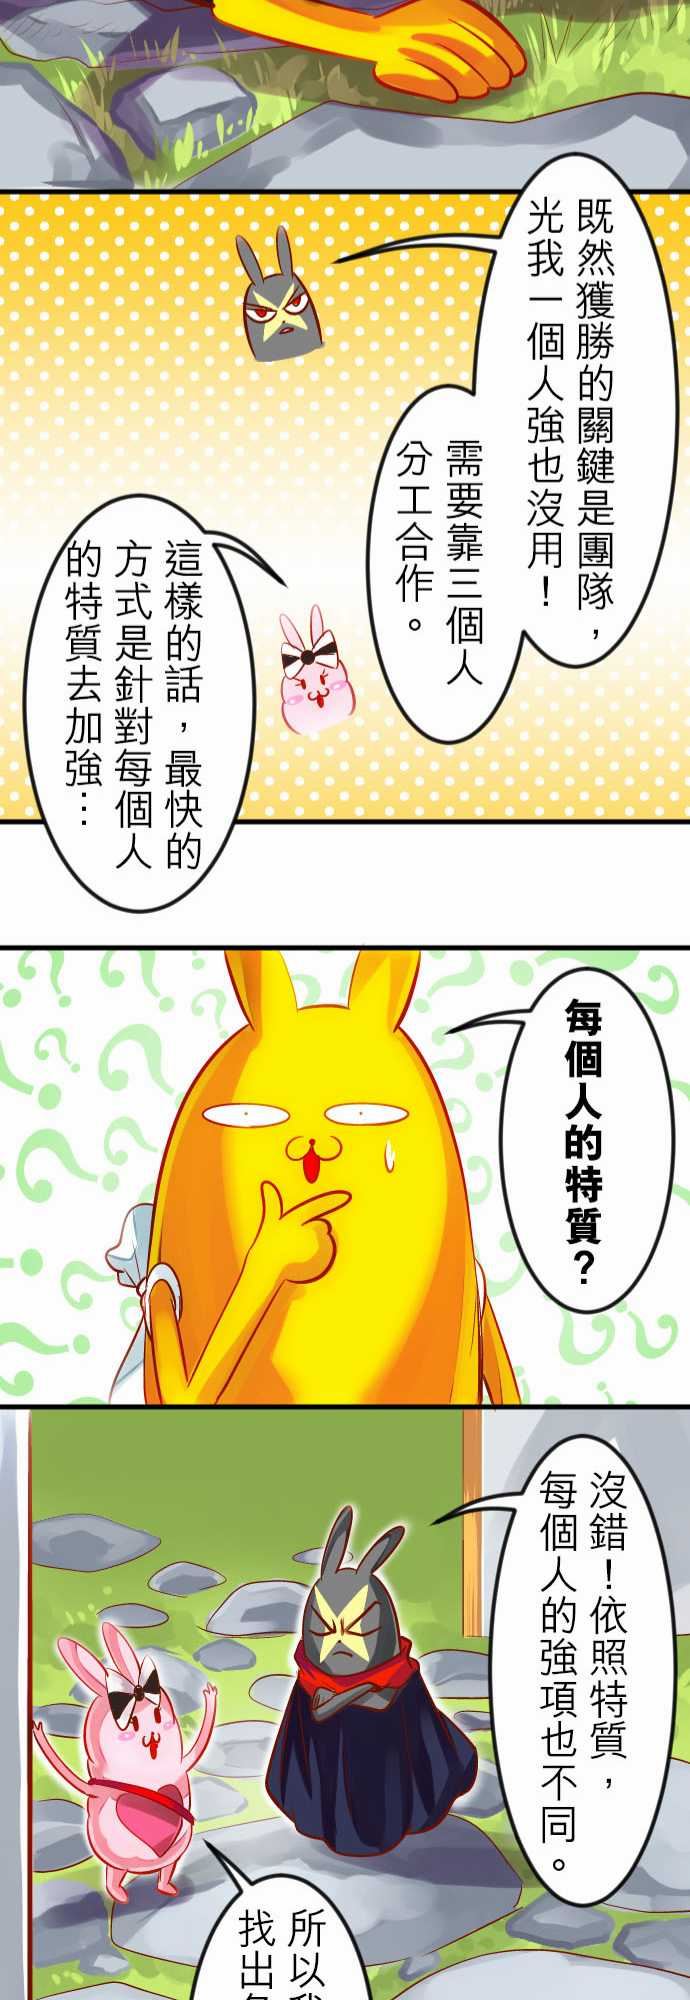 既然獲勝的關鍵是團隊，
光我一個人強也沒用！
需要靠三個人
分工合作。
這樣的話，最快的
方式是針對每個人
的特質去加強…
每個人的特質？
沒錯！依照特質，
每個人的強項也不同。
所以我
找出各